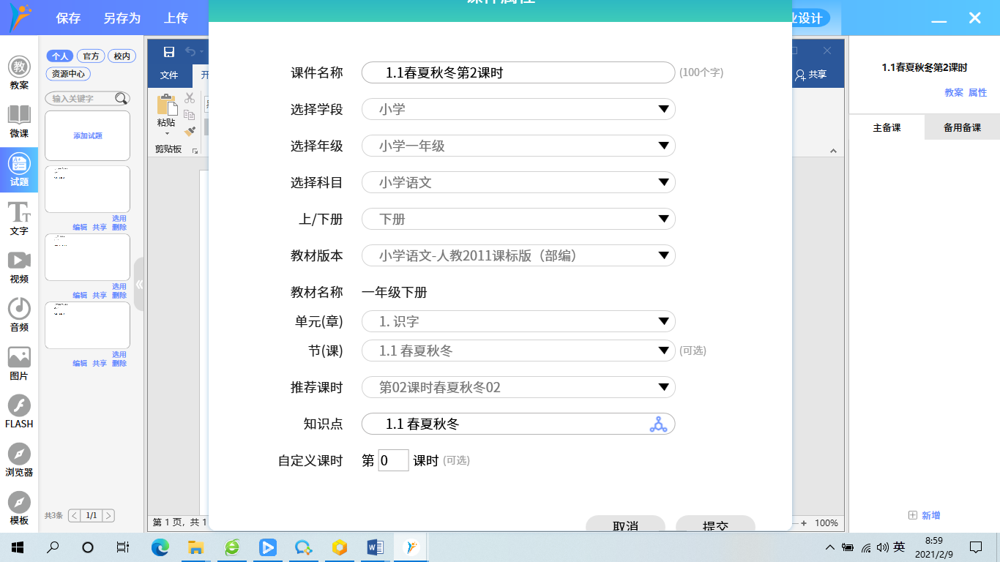 课件属性
保存 另存为 上传
业设计
个人 官方 校内
资源中心
输入关键字
添加试题
选用
编辑 共享 删除
选用
编辑 共享 删除
选用
编辑 共享 删除
共3条 1/1
教案
微课
试题
文字
视频
音频
图片
FLASH
浏览器
模板
文件 开
共享
粘贴
剪贴板
课件名称 1.1春夏秋冬第2课时 (100个字)
选择学段 小学
选择年级 小学一年级
选择科目 小学语文
上/下册 下册
教材版本 小学语文-人教2011课标版（部编）
教材名称 一年级下册
单元(章) 1. 识字
节(课) 1.1 春夏秋冬 (可选)
推荐课时 第02课时春夏秋冬02
知识点 1.1 春夏秋冬
自定义课时 第 0 课时 (可选)
取消 提交
第 1 页，共 1
100%
1.1春夏秋冬第2课时
教案 属性
主备课 备用备课
新增
英
8:59
2021/2/9